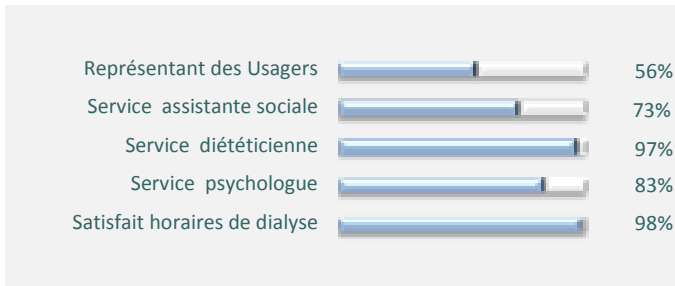 Représentant des Usagers 56%
Service assistante sociale 73%
Service diététicienne 97%
Service psychologue 83%
Satisfait horaires de dialyse 98%